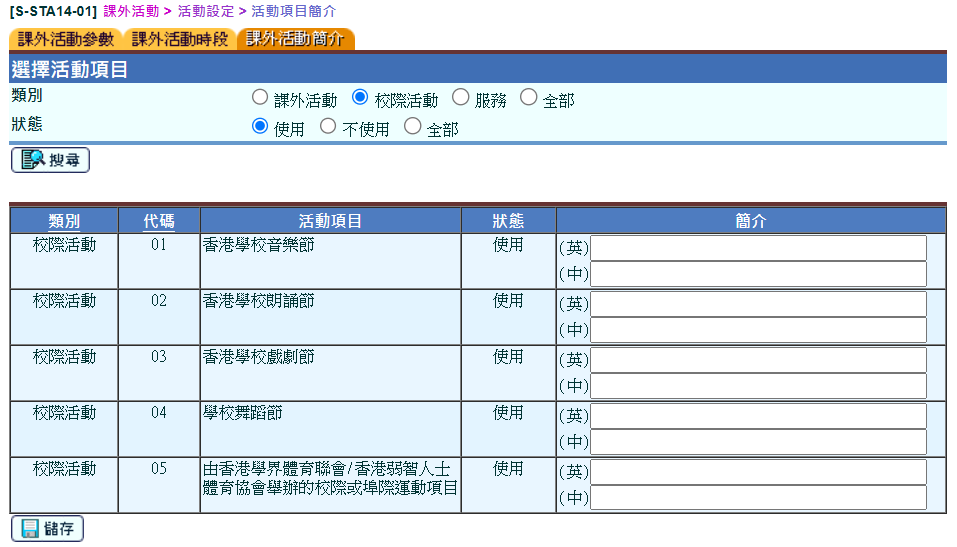 [S-STA14-01] 課外活動 > 活動設定 > 活動項目簡介
課外活動參數 課外活動時段 課外活動簡介
選擇活動項目
類別 課外活動 校際活動 服務 全部
狀態 使用 不使用 全部
搜尋
類別 代碼 活動項目 狀態 簡介
校際活動 01 香港學校音樂節 使用 (英)
(中)
校際活動 02 香港學校朗誦節 使用 (英)
(中)
校際活動 03 香港學校戲劇節 使用 (英)
(中)
校際活動 04 學校舞蹈節 使用 (英)
(中)
校際活動 05 由香港學界體育聯會/香港弱智人士 使用 (英)
體育協會舉辦的校際或埠際運動項目 (中)
儲存